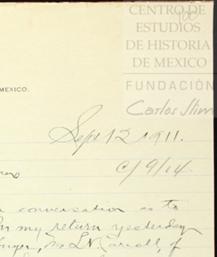 CENTRO DE
ESTUDIOS
DE HISTORIA
DE MEXICO
FUNDACIÓN
Carlos Slim
MEXICO.
Sept 12 1911.
C/9/14.
conversation as to
my return yesterday